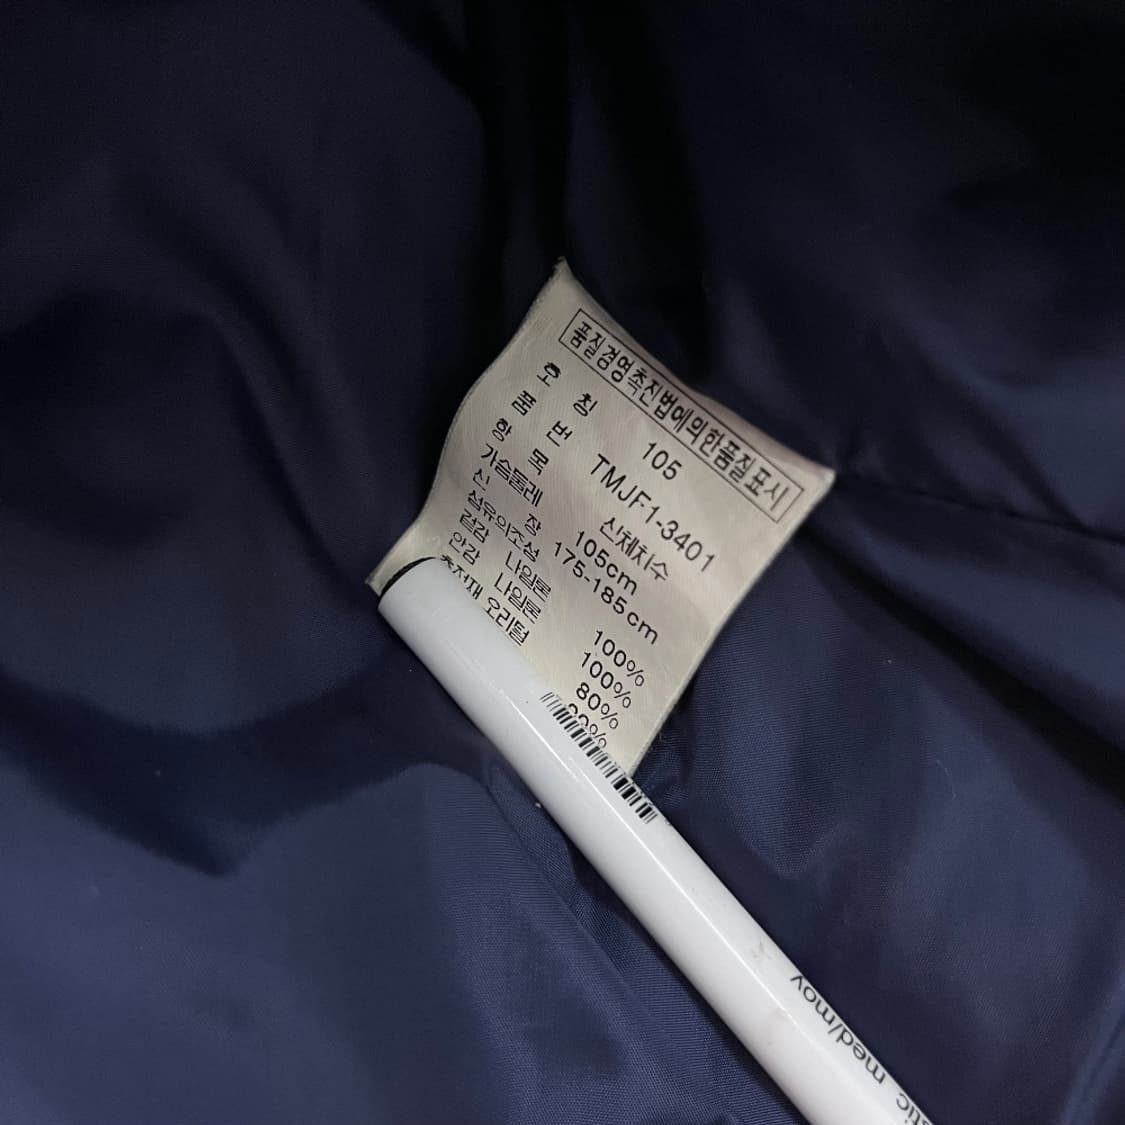 품질경영촉진법에의한품질표시
호 칭 105
품 번 TMJF1-3401
항 목 신체치수
가슴둘레 105cm
신 장 175-185cm
섬유의조성
겉감 나일론 100%
안감 나일론 100%
충전재 오리털 80%
stic med/moy